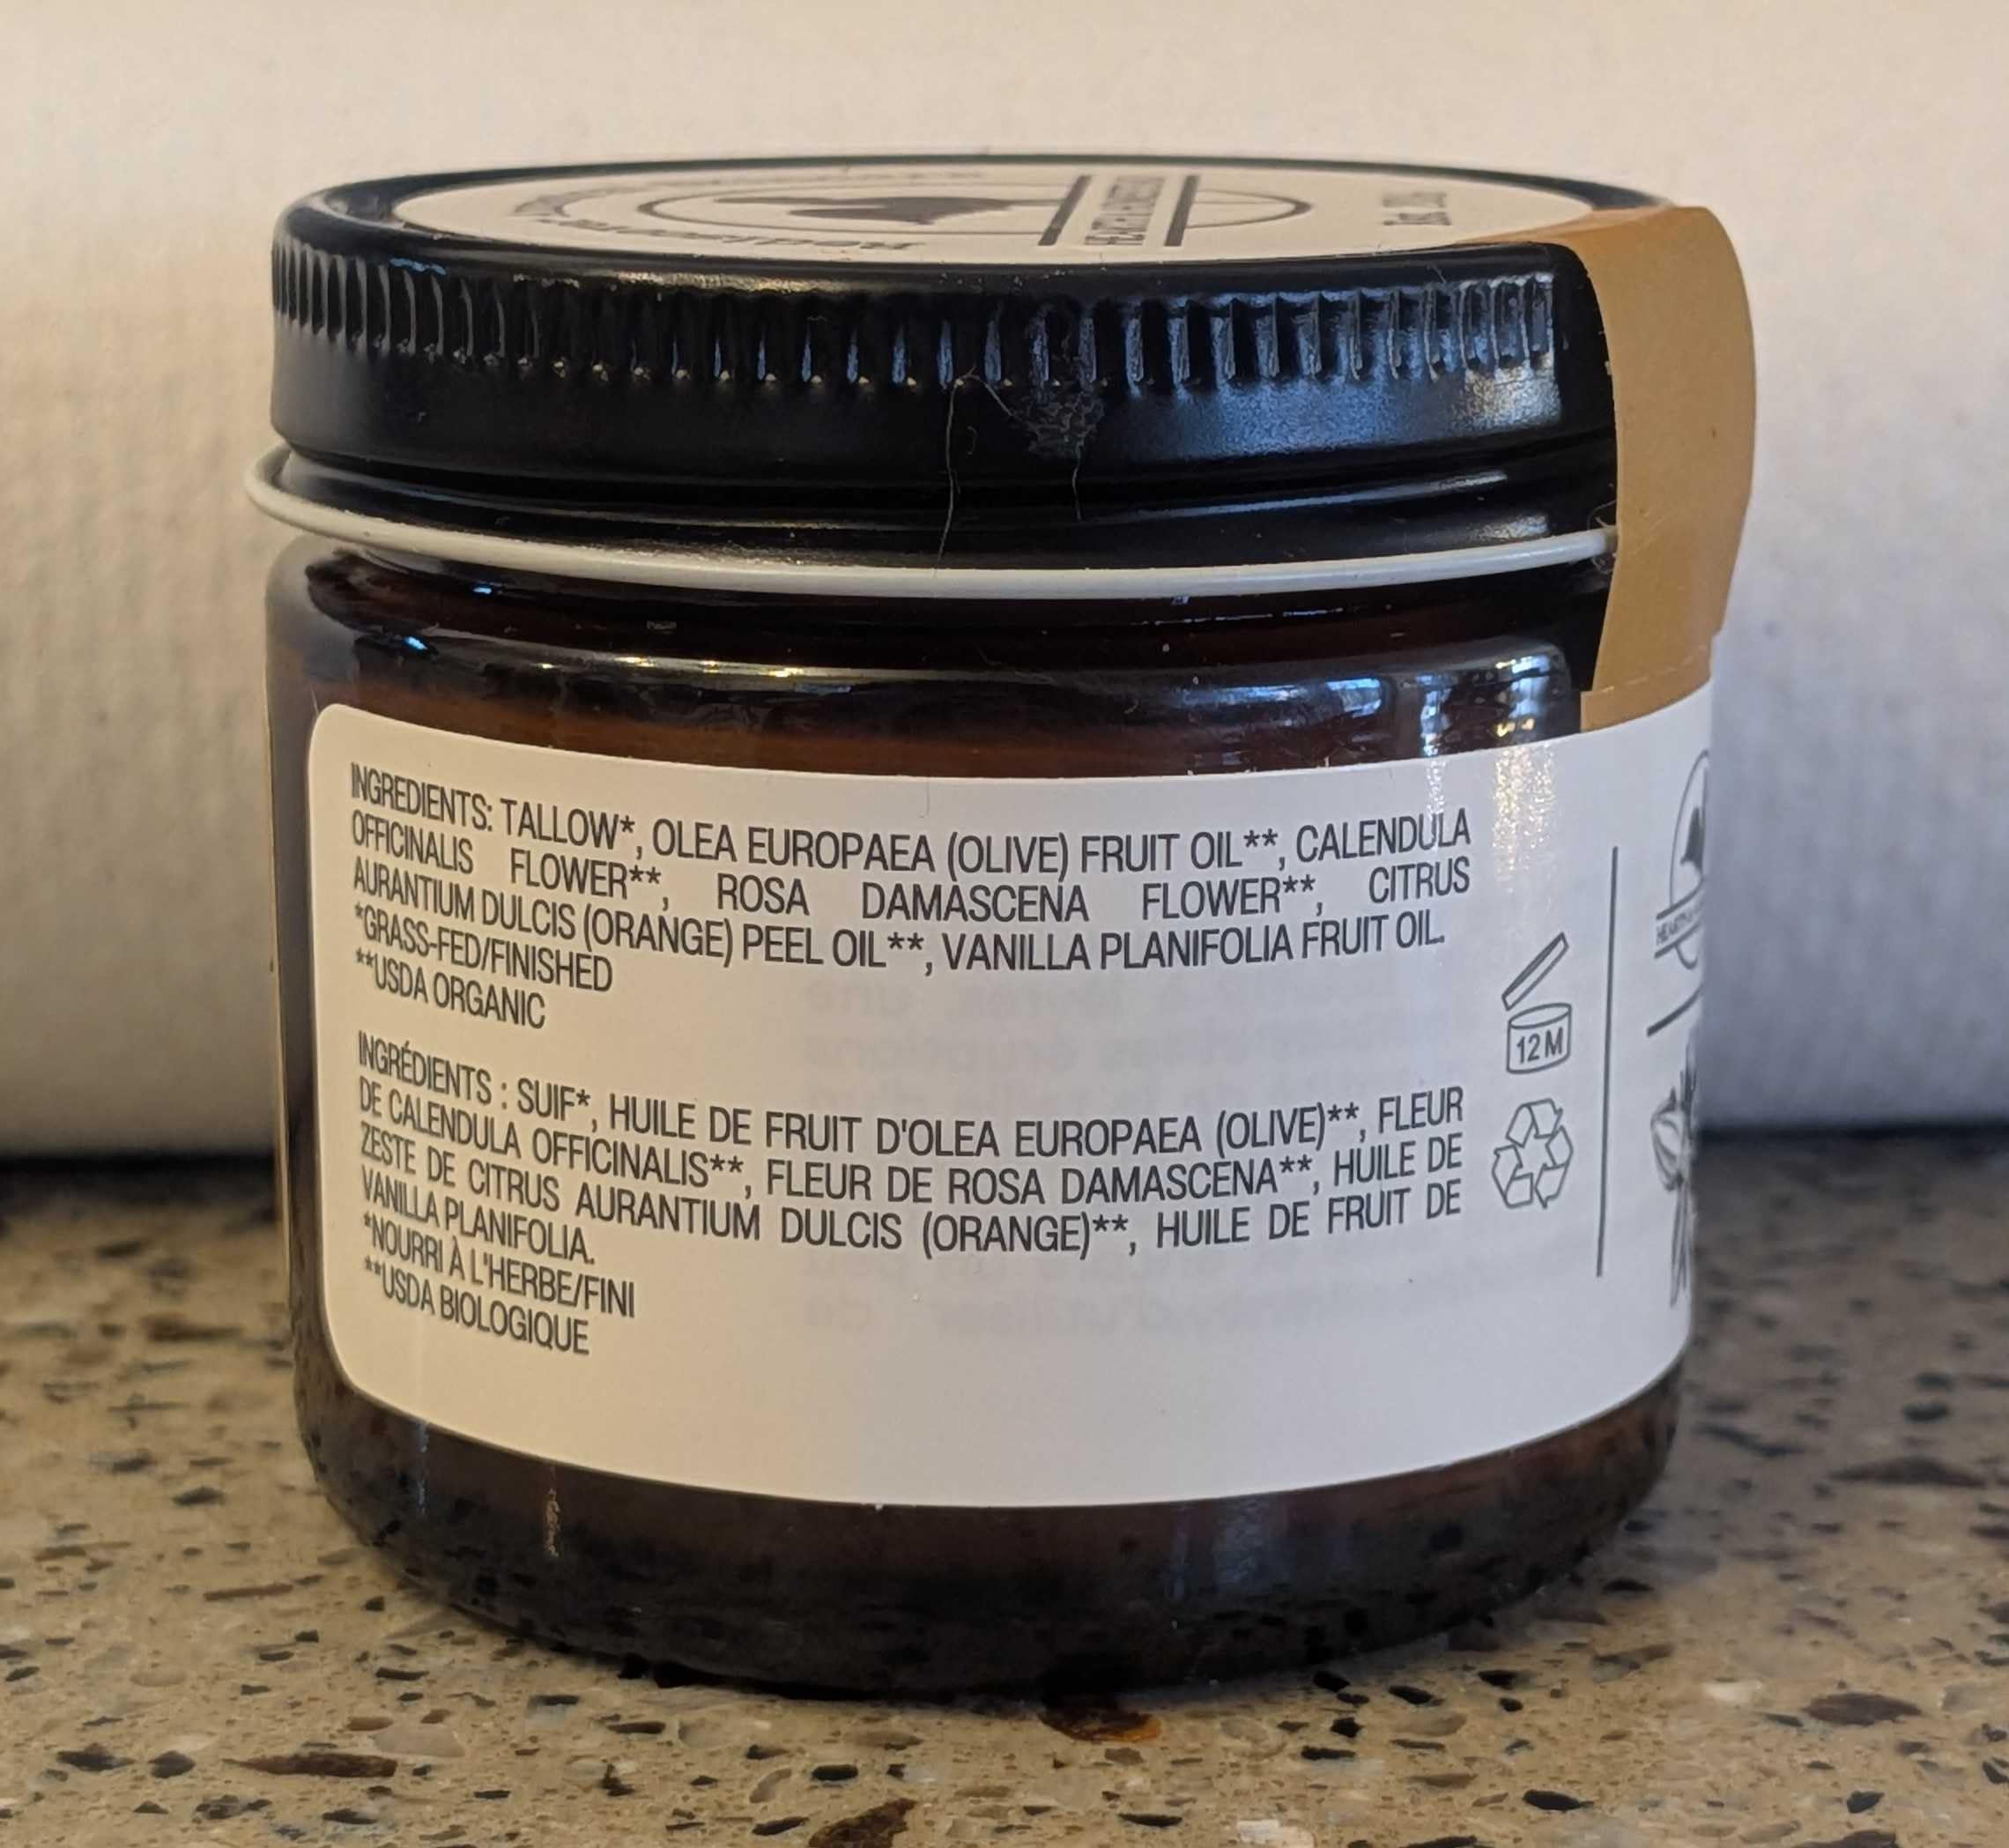 INGREDIENTS: TALLOW*, OLEA EUROPAEA (OLIVE) FRUIT OIL**, CALENDULA
OFFICINALIS FLOWER**, ROSA DAMASCENA FLOWER**, CITRUS
AURANTIUM DULCIS (ORANGE) PEEL OIL**, VANILLA PLANIFOLIA FRUIT OIL.
*GRASS-FED/FINISHED
**USDA ORGANIC
12 M
INGRÉDIENTS : SUIF*, HUILE DE FRUIT D'OLEA EUROPAEA (OLIVE)**, FLEUR
DE CALENDULA OFFICINALIS**, FLEUR DE ROSA DAMASCENA**, HUILE DE
ZESTE DE CITRUS AURANTIUM DULCIS (ORANGE)**, HUILE DE FRUIT DE
VANILLA PLANIFOLIA.
*NOURRI À L'HERBE/FINI
**USDA BIOLOGIQUE